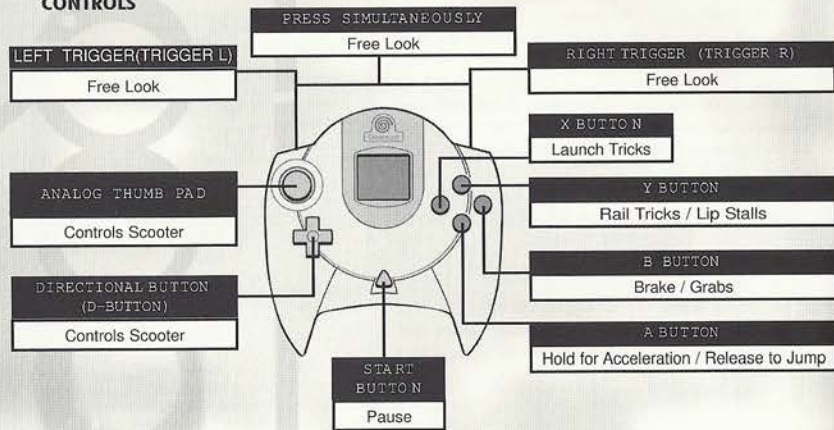 CONTROLS
PRESS SIMULTANEOUSLY
Free Look
LEFT TRIGGER(TRIGGER L)
Free Look
RIGHT TRIGGER (TRIGGER R)
Free Look
X BUTTON
Launch Tricks
ANALOG THUMB PAD
Controls Scooter
Y BUTTON
Rail Tricks / Lip Stalls
B BUTTON
Brake / Grabs
DIRECTIONAL BUTTON
(D-BUTTON)
Controls Scooter
A BUTTON
Hold for Acceleration / Release to Jump
START
BUTTON
Pause
Dreamcast